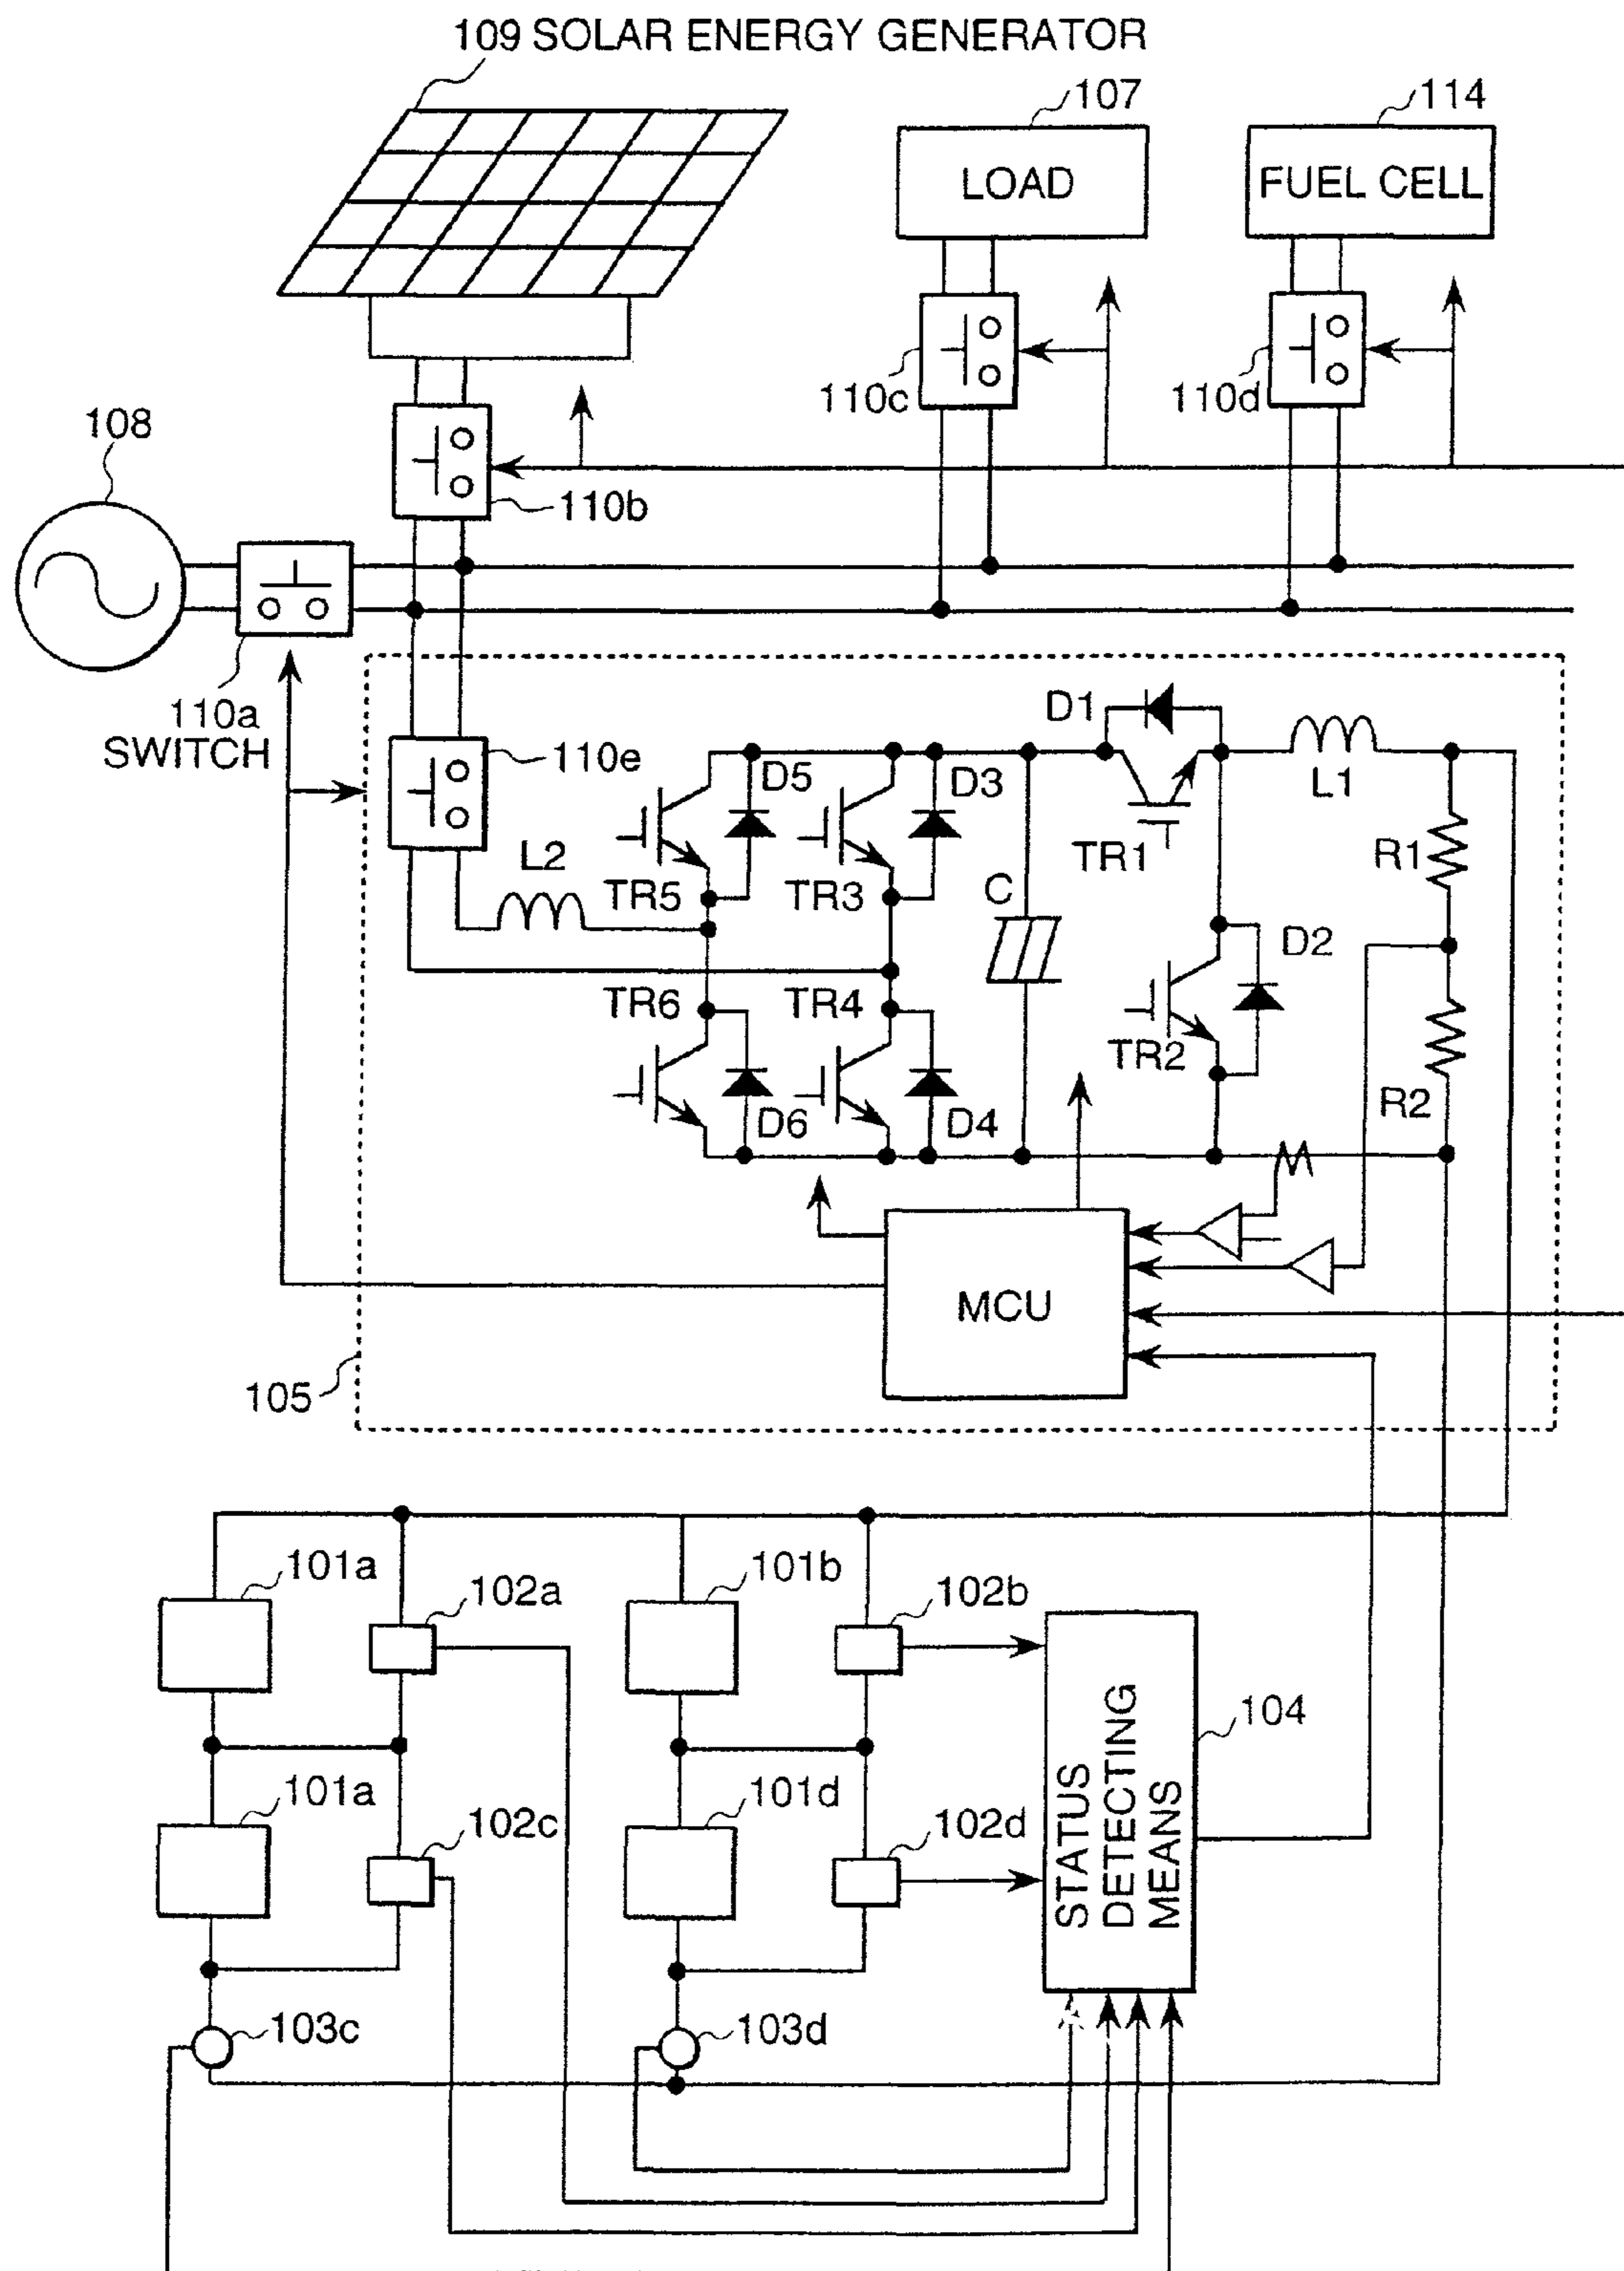 109 SOLAR ENERGY GENERATOR
107
114
LOAD
FUEL CELL
110c
110d
108
110b
110a
SWITCH
110e
D1
D5
D3
L1
L2
TR5
TR3
C
TR1
R1
D2
TR6
TR4
TR2
R2
D6
D4
MCU
105
101a
102a
101b
102b
104
STATUS
DETECTING
MEANS
101a
102c
101d
102d
103c
103d